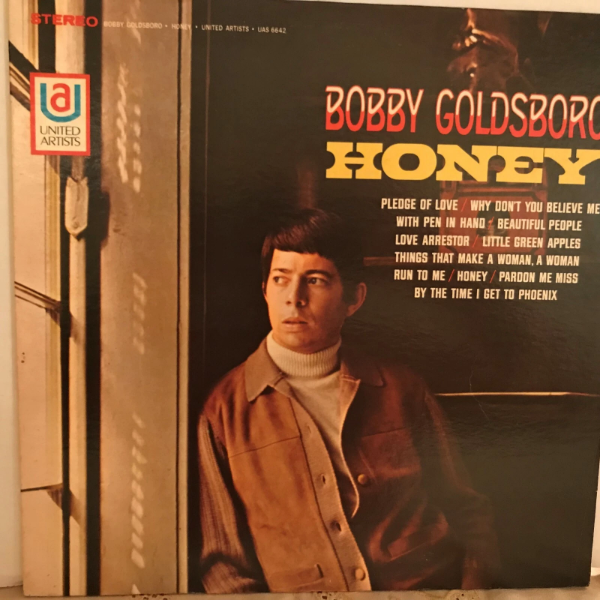 STEREO BOBBY GOLDSBORO • HONEY • UNITED ARTISTS • UAS 6642
UA
UNITED
ARTISTS
BOBBY GOLDSBORO
HONEY
PLEDGE OF LOVE / WHY DON'T YOU BELIEVE ME
WITH PEN IN HAND / BEAUTIFUL PEOPLE
LOVE ARRESTOR / LITTLE GREEN APPLES
THINGS THAT MAKE A WOMAN, A WOMAN
RUN TO ME / HONEY / PARDON ME MISS
BY THE TIME I GET TO PHOENIX